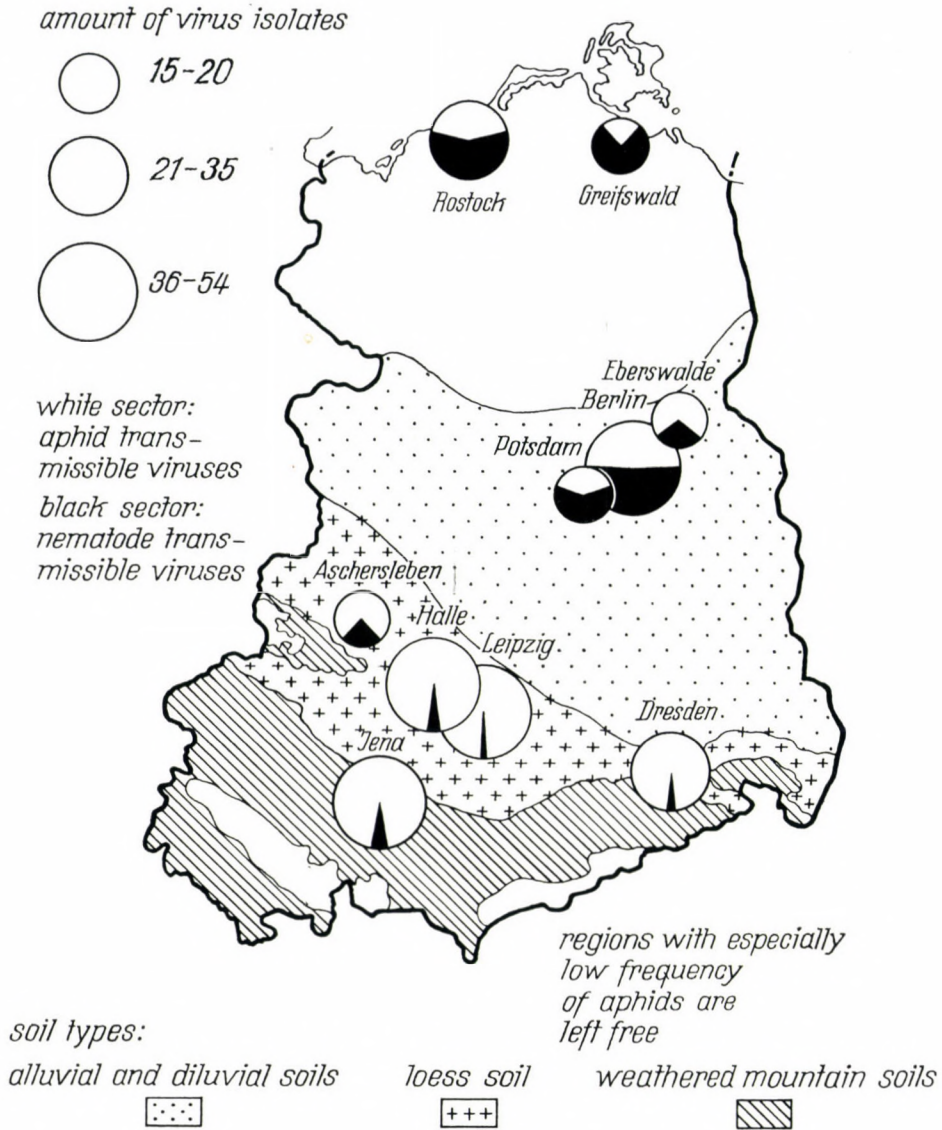 amount of virus isolates
15-20
21-35
36-54
white sector:
aphid trans-
missible viruses
black sector:
nematode trans-
missible viruses
Rostock
Greifswald
Eberswalde
Berlin
Potsdam
Aschersleben
Halle
Leipzig
Dresden
Jena
regions with especially
low frequency
of aphids are
left free
soil types:
alluvial and diluvial soils
loess soil
weathered mountain soils